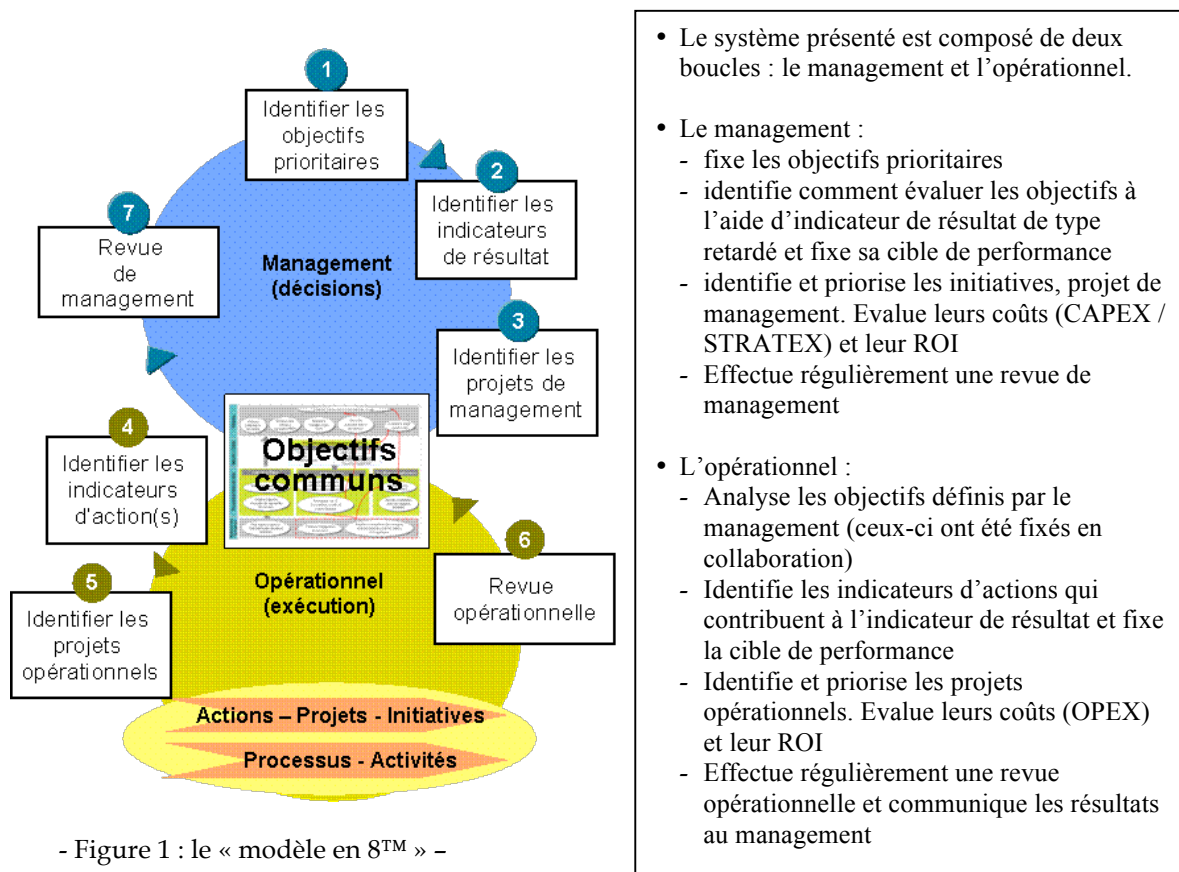 1
Identifier les
objectifs
prioritaires
2
Identifier les
indicateurs
de résultat
7
Revue
de
management
Management
(décisions)
3
Identifier les
projets de
management
4
Identifier les
indicateurs
d'action(s)
Objectifs
communs
6
Revue
opérationnelle
5
Identifier les
projets
opérationnels
Opérationnel
(exécution)
Actions – Projets - Initiatives
Processus - Activités
- Figure 1 : le « modèle en 8™ » –
• Le système présenté est composé de deux
boucles : le management et l’opérationnel.
• Le management :
- fixe les objectifs prioritaires
- identifie comment évaluer les objectifs à
l’aide d’indicateur de résultat de type
retardé et fixe sa cible de performance
- identifie et priorise les initiatives, projet de
management. Evalue leurs coûts (CAPEX /
STRATEX) et leur ROI
- Effectue régulièrement une revue de
management
• L’opérationnel :
- Analyse les objectifs définis par le
management (ceux-ci ont été fixés en
collaboration)
- Identifie les indicateurs d’actions qui
contribuent à l’indicateur de résultat et fixe
la cible de performance
- Identifie et priorise les projets
opérationnels. Evalue leurs coûts (OPEX)
et leur ROI
- Effectue régulièrement une revue
opérationnelle et communique les résultats
au management